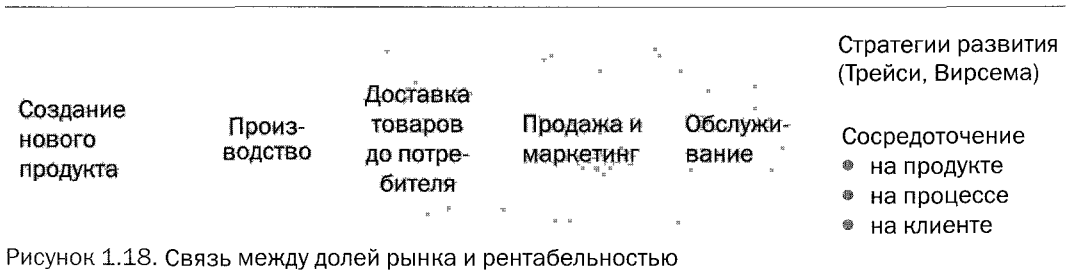 Создание
нового
продукта
Произ-
водство
Доставка
товаров
до потре-
бителя
Продажа и
маркетинг
Обслужи-
вание
Стратегии развития
(Трейси, Вирсема)
Сосредоточение
на продукте
на процессе
на клиенте
Рисунок 1.18. Связь между долей рынка и рентабельностью